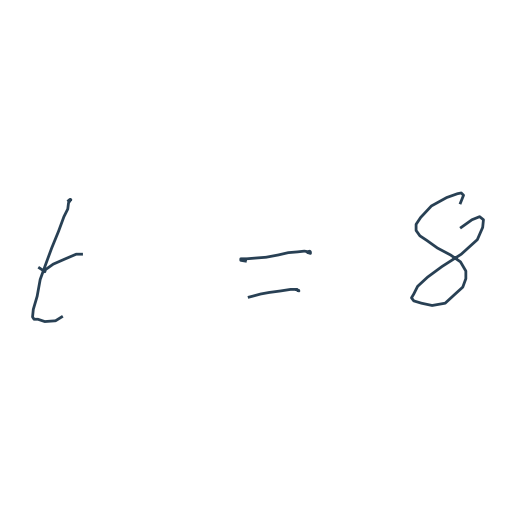 t = 8